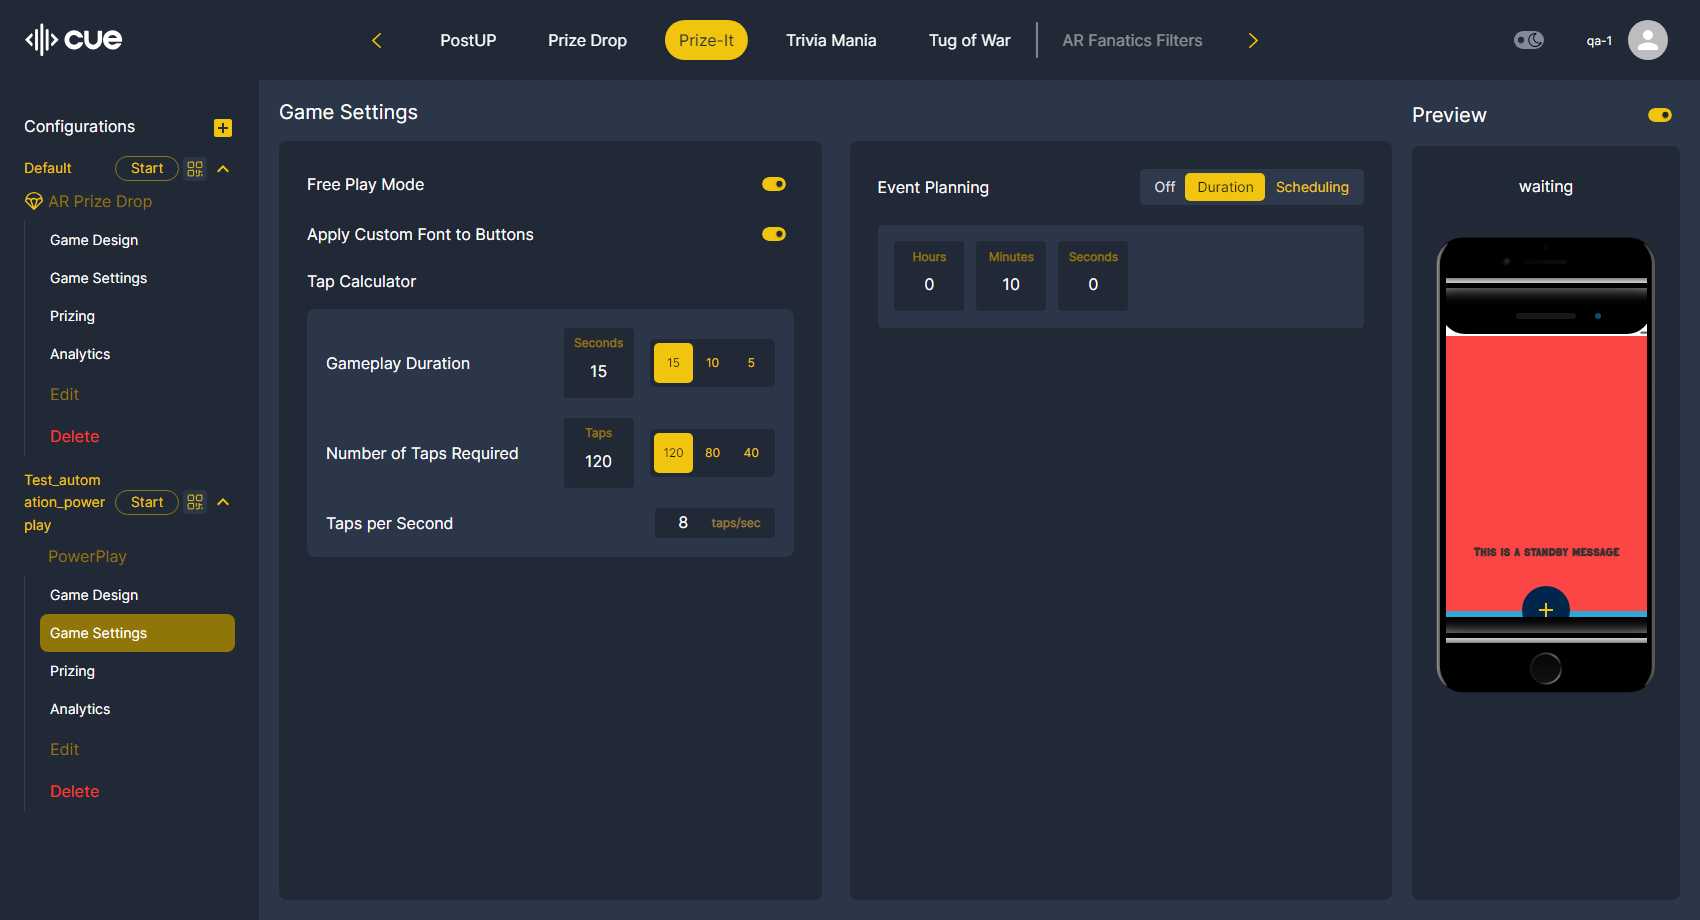 cue
PostUP
Prize Drop
Prize-It
Trivia Mania
Tug of War
AR Fanatics Filters
qa-1
Configurations
Default
Start
AR Prize Drop
Game Design
Game Settings
Prizing
Analytics
Edit
Delete
Test_autom
ation_power
play
Start
PowerPlay
Game Design
Game Settings
Prizing
Analytics
Edit
Delete
Game Settings
Free Play Mode
Apply Custom Font to Buttons
Tap Calculator
Gameplay Duration
Seconds
15
15 10 5
Number of Taps Required
Taps
120
120 80 40
Taps per Second
8 taps/sec
Event Planning
Off Duration Scheduling
Hours Minutes Seconds
0 10 0
Preview
waiting
This is a standby message